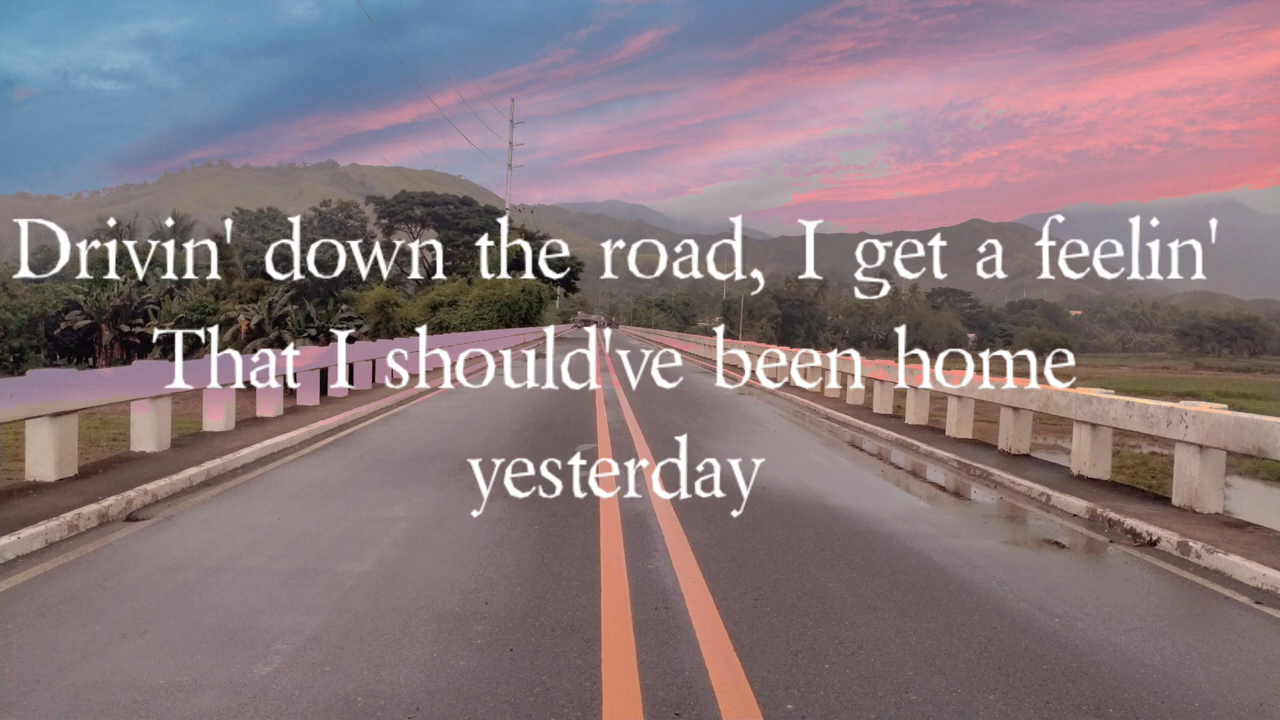 Drivin' down the road, I get a feelin'
That I should've been home
yesterday